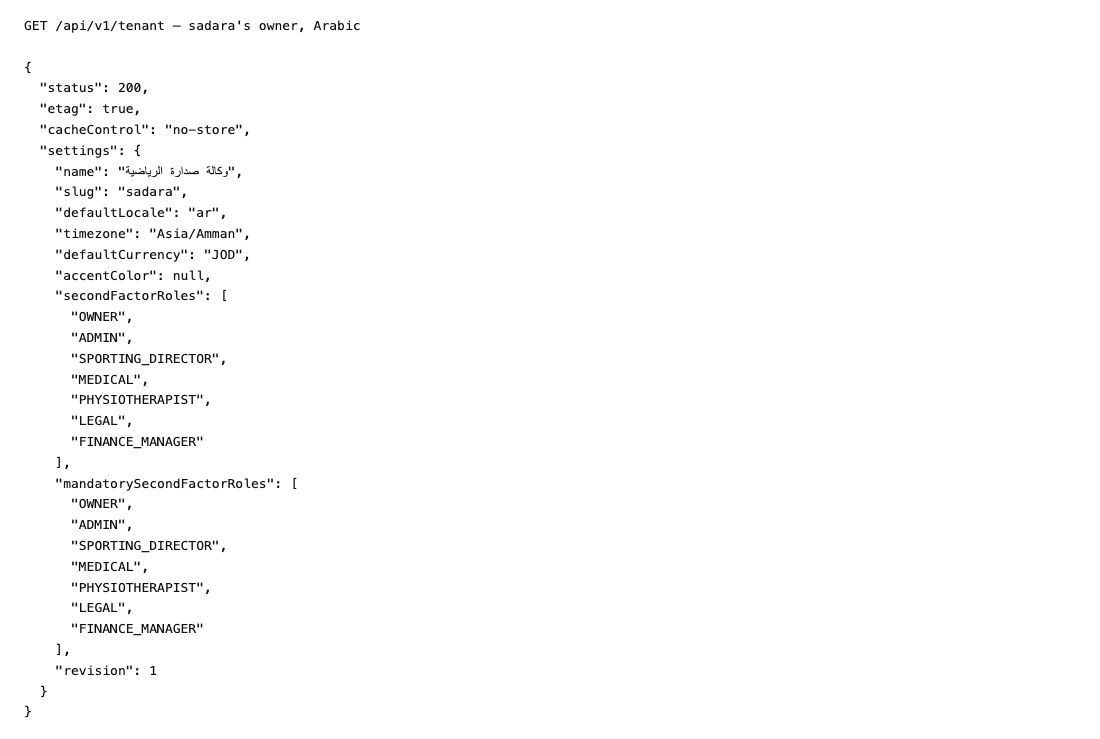 GET /api/v1/tenant — sadara's owner, Arabic
{
"status": 200,
"etag": true,
"cacheControl": "no-store",
"settings": {
"name": "وكالة صدارة الرياضية",
"slug": "sadara",
"defaultLocale": "ar",
"timezone": "Asia/Amman",
"defaultCurrency": "JOD",
"accentColor": null,
"secondFactorRoles": [
"OWNER",
"ADMIN",
"SPORTING_DIRECTOR",
"MEDICAL",
"PHYSIOTHERAPIST",
"LEGAL",
"FINANCE_MANAGER"
],
"mandatorySecondFactorRoles": [
"OWNER",
"ADMIN",
"SPORTING_DIRECTOR",
"MEDICAL",
"PHYSIOTHERAPIST",
"LEGAL",
"FINANCE_MANAGER"
],
"revision": 1
}
}